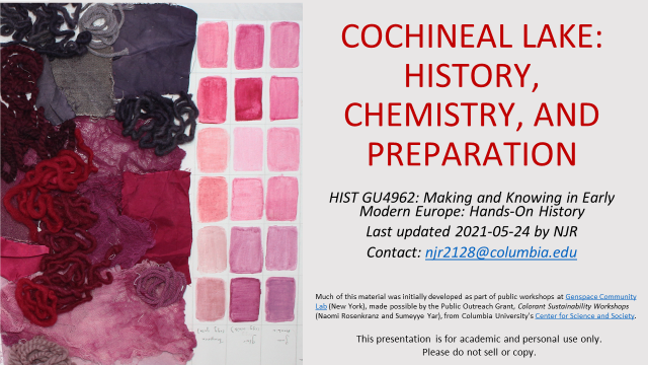 COCHINEAL LAKE:
HISTORY,
CHEMISTRY, AND
PREPARATION
HIST GU4962: Making and Knowing in Early
Modern Europe: Hands-On History
Last updated 2021-05-24 by NJR
Contact: njr2128@columbia.edu
Much of this material was initially developed as part of public workshops at Genspace Community
Lab (New York), made possible by the Public Outreach Grant, Colorant Sustainability Workshops
(Naomi Rosenkranz and Sumeyye Yar), from Columbia University's Center for Science and Society.
This presentation is for academic and personal use only.
Please do not sell or copy.